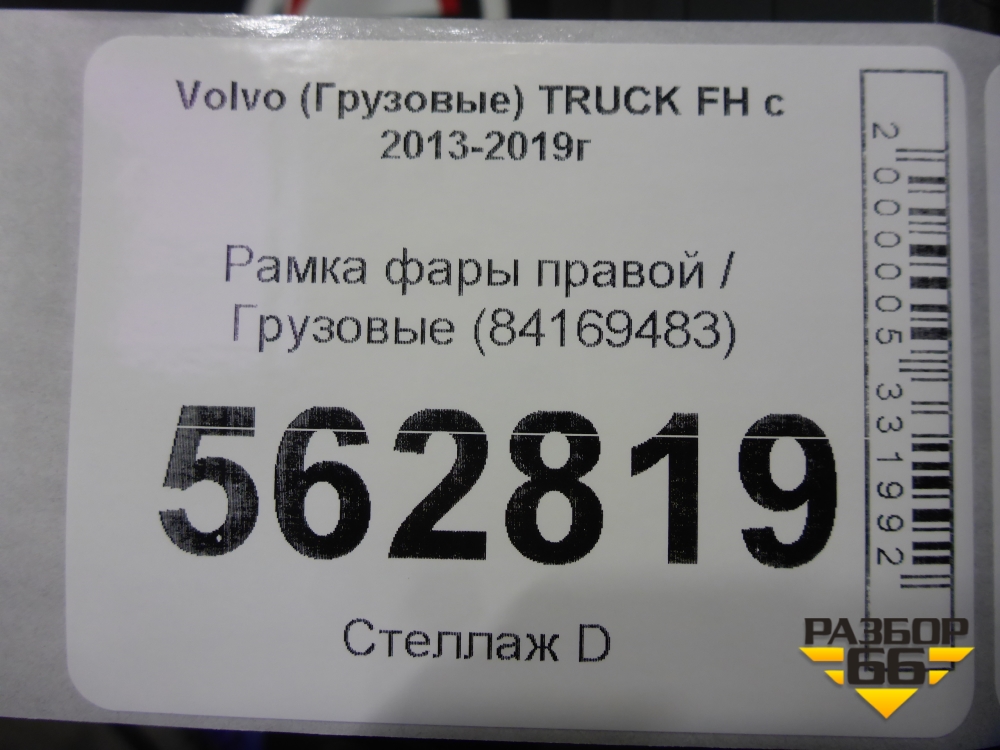 Volvo (Грузовые) TRUCK FH с
2013-2019г
Рамка фары правой /
Грузовые (84169483)
562819
Стеллаж D
2000005331992
РАЗБОР
66